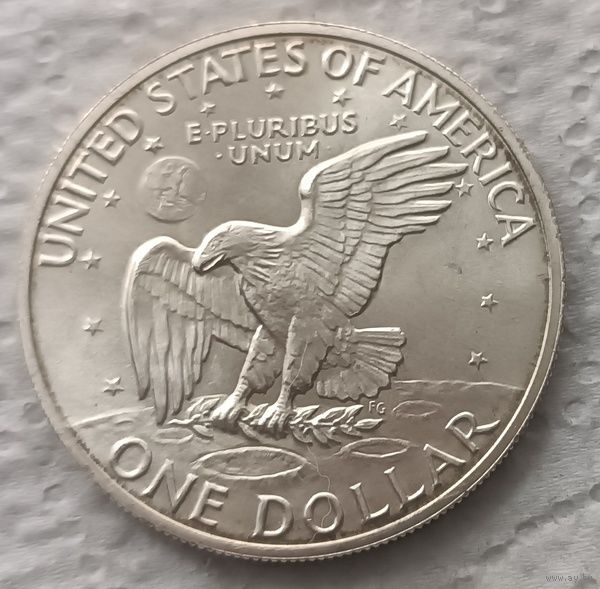 UNITED STATES OF AMERICA
E·PLURIBUS
·UNUM·
FG
ONE DOLLAR